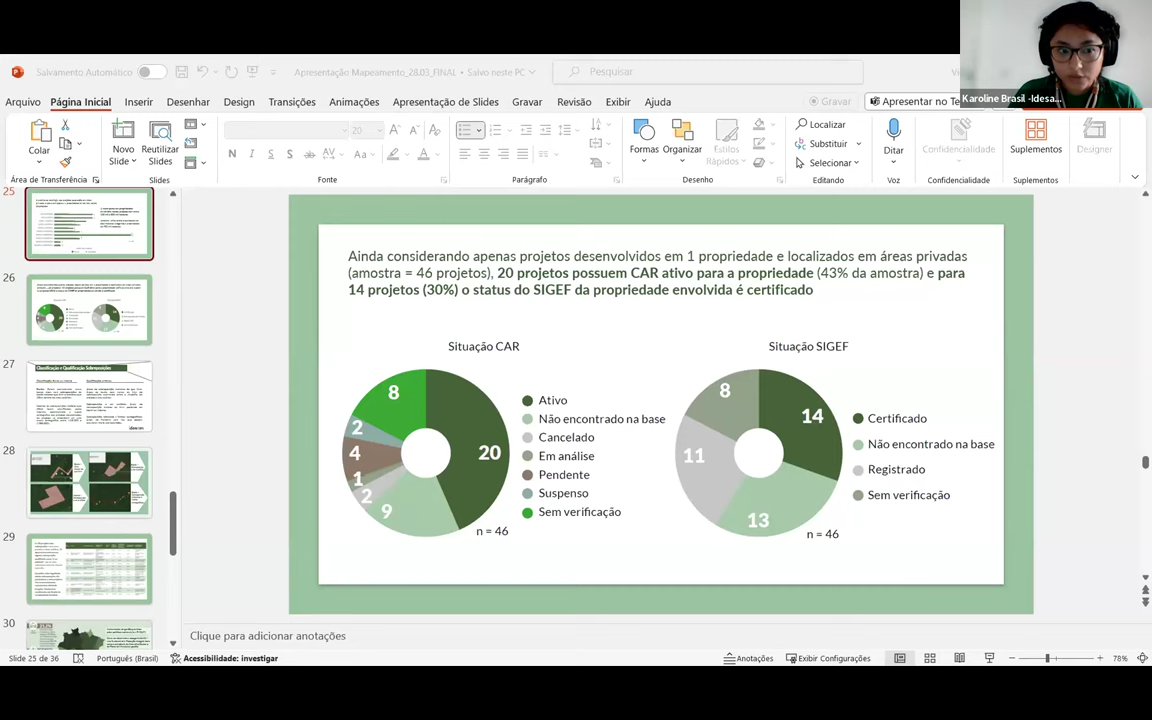 Salvamento Automático
Apresentação Mapeamento_28.03_FINAL • Salvo neste PC
Pesquisar
Karoline Brasil -Idesa...
Arquivo
Página Inicial
Inserir
Desenhar
Design
Transições
Animações
Apresentação de Slides
Gravar
Revisão
Exibir
Ajuda
Gravar
Apresentar no Te
Colar
Novo
Slide
Reutilizar
Slides
20
N I S S ab AV Aa A
Formas
Organizar
Estilos
Rápidos
Localizar
Substituir
Selecionar
Ditar
Confidencialidade
Suplementos
Designer
Área de Transferência
Slides
Fonte
Parágrafo
Desenho
Editando
Voz
Confidencialidade
Suplementos
25
26
27
Classificação e Qualificação Sobreposições
28
29
30
Ainda considerando apenas projetos desenvolvidos em 1 propriedade e localizados em áreas privadas
(amostra = 46 projetos), 20 projetos possuem CAR ativo para a propriedade (43% da amostra) e para
14 projetos (30%) o status do SIGEF da propriedade envolvida é certificado
Situação CAR
8
2
4
1
2
9
20
Ativo
Não encontrado na base
Cancelado
Em análise
Pendente
Suspenso
Sem verificação
n = 46
Situação SIGEF
8
14
11
13
Certificado
Não encontrado na base
Registrado
Sem verificação
n = 46
Clique para adicionar anotações
Slide 25 de 36
Português (Brasil)
Acessibilidade: investigar
Anotações
Exibir Configurações
78%